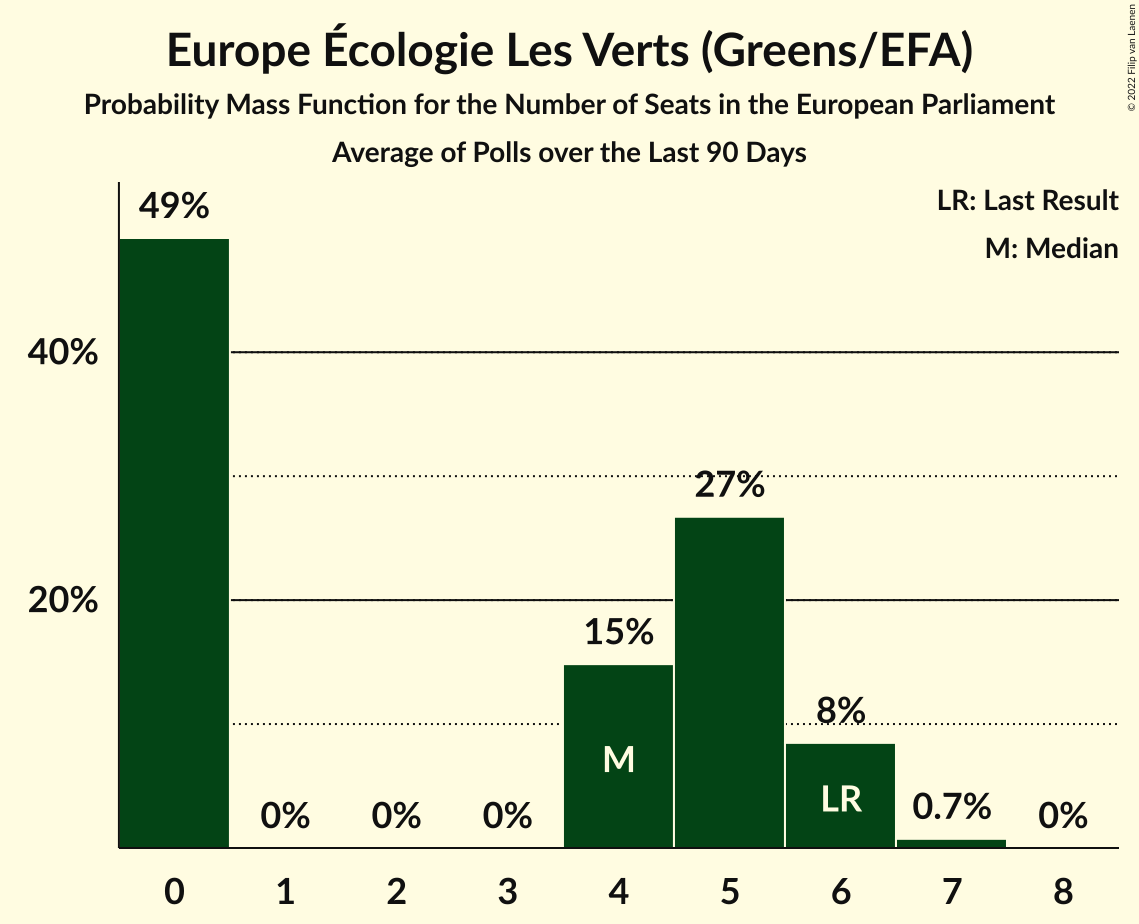 Europe Écologie Les Verts (Greens/EFA)
Probability Mass Function for the Number of Seats in the European Parliament
Average of Polls over the Last 90 Days
© 2022 Filip van Laenen
LR: Last Result
M: Median
49%
40%
27%
20%
15%
8%
M
LR
0%
0%
0%
0.7%
0%
0
1
2
3
4
5
6
7
8